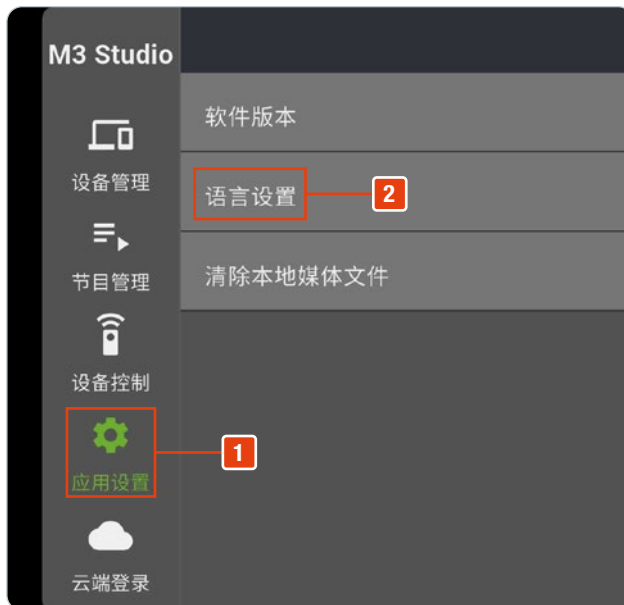 M3 Studio
设备管理
节目管理
设备控制
应用设置
云端登录
软件版本
语言设置
清除本地媒体文件
1
2